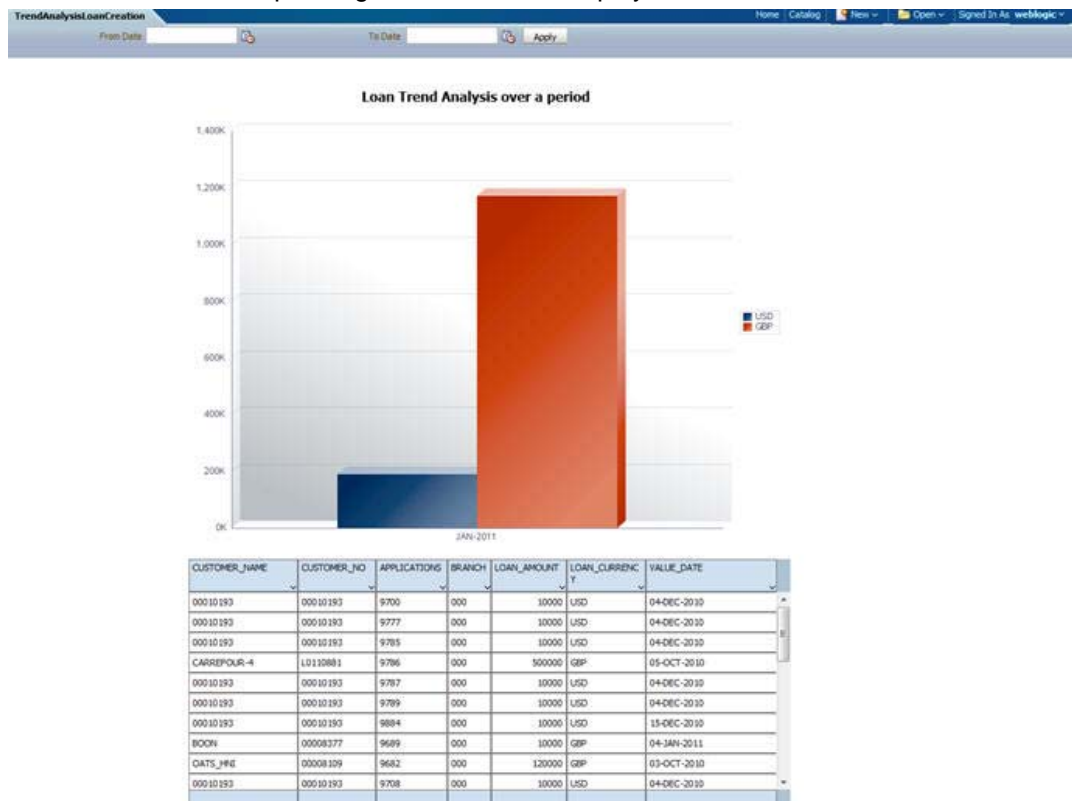 TrendAnalysisLoanCreation Home Catalog New Open Signed In As weblogic
From Date To Date Apply
Loan Trend Analysis over a period
1,400K
1,200K
1,000K
800K
USD
GBP
600K
400K
200K
0K
JAN-2011
CUSTOMER_NAME CUSTOMER_NO APPLICATIONS BRANCH LOAN_AMOUNT LOAN_CURRENC VALUE_DATE
Y
00010193 00010193 9700 000 10000 USD 04-DEC-2010
00010193 00010193 9777 000 10000 USD 04-DEC-2010
00010193 00010193 9785 000 10000 USD 04-DEC-2010
CARREFOUR-4 L0110881 9786 000 500000 GBP 05-OCT-2010
00010193 00010193 9787 000 10000 USD 04-DEC-2010
00010193 00010193 9789 000 10000 USD 04-DEC-2010
00010193 00010193 9884 000 10000 USD 15-DEC-2010
BOON 00008377 9689 000 10000 GBP 04-JAN-2011
OATS_HNI 00008109 9682 000 120000 GBP 03-OCT-2010
00010193 00010193 9708 000 10000 USD 04-DEC-2010